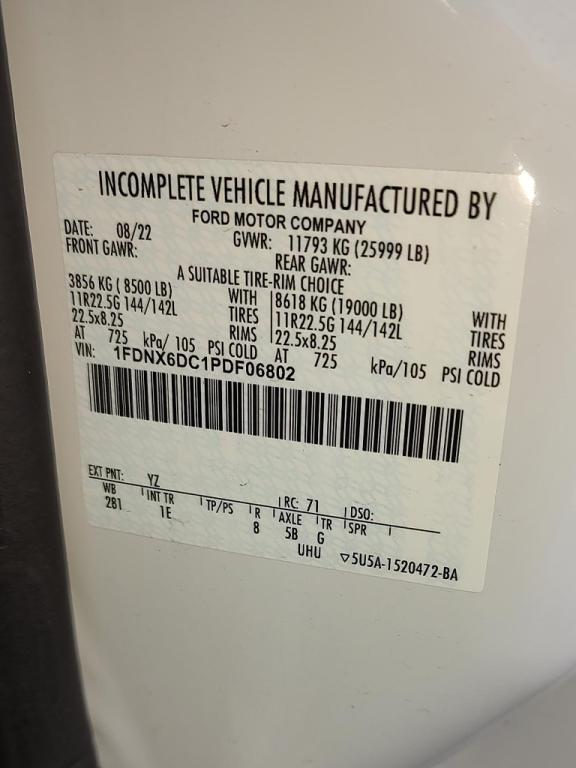 INCOMPLETE VEHICLE MANUFACTURED BY
FORD MOTOR COMPANY
DATE: 08/22 GVWR: 11793 KG (25999 LB)
FRONT GAWR: REAR GAWR:
A SUITABLE TIRE-RIM CHOICE
3856 KG ( 8500 LB) WITH 8618 KG (19000 LB) WITH
11R22.5G 144/142L TIRES 11R22.5G 144/142L TIRES
22.5x8.25 RIMS 22.5x8.25 RIMS
AT 725 kPa/ 105 PSI COLD AT 725 kPa/105 PSI COLD
VIN: 1FDNX6DC1PDF06802
EXT PNT: YZ RC: 71 DSO:
WB INT TR TP/PS R AXLE TR SPR
281 1E 8 5B G
UHU ▽5U5A-1520472-BA